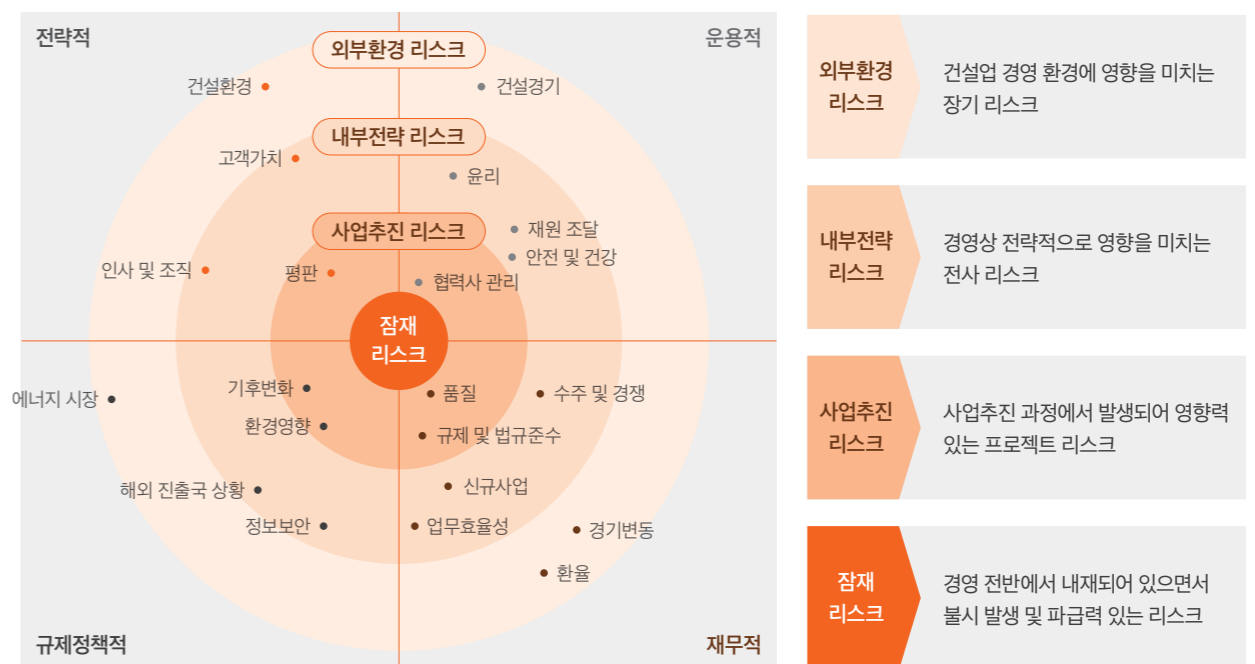 전략적
운용적
외부환경 리스크
건설환경
건설경기
내부전략 리스크
고객가치
윤리
사업추진 리스크
재원 조달
안전 및 건강
인사 및 조직
평판
협력사 관리
잠재
리스크
에너지 시장
기후변화
품질
수주 및 경쟁
환경영향
규제 및 법규준수
해외 진출국 상황
신규사업
정보보안
업무효율성
경기변동
환율
규제정책적
재무적
외부환경
리스크
건설업 경영 환경에 영향을 미치는
장기 리스크
내부전략
리스크
경영상 전략적으로 영향을 미치는
전사 리스크
사업추진
리스크
사업추진 과정에서 발생되어 영향력
있는 프로젝트 리스크
잠재
리스크
경영 전반에서 내재되어 있으면서
불시 발생 및 파급력 있는 리스크